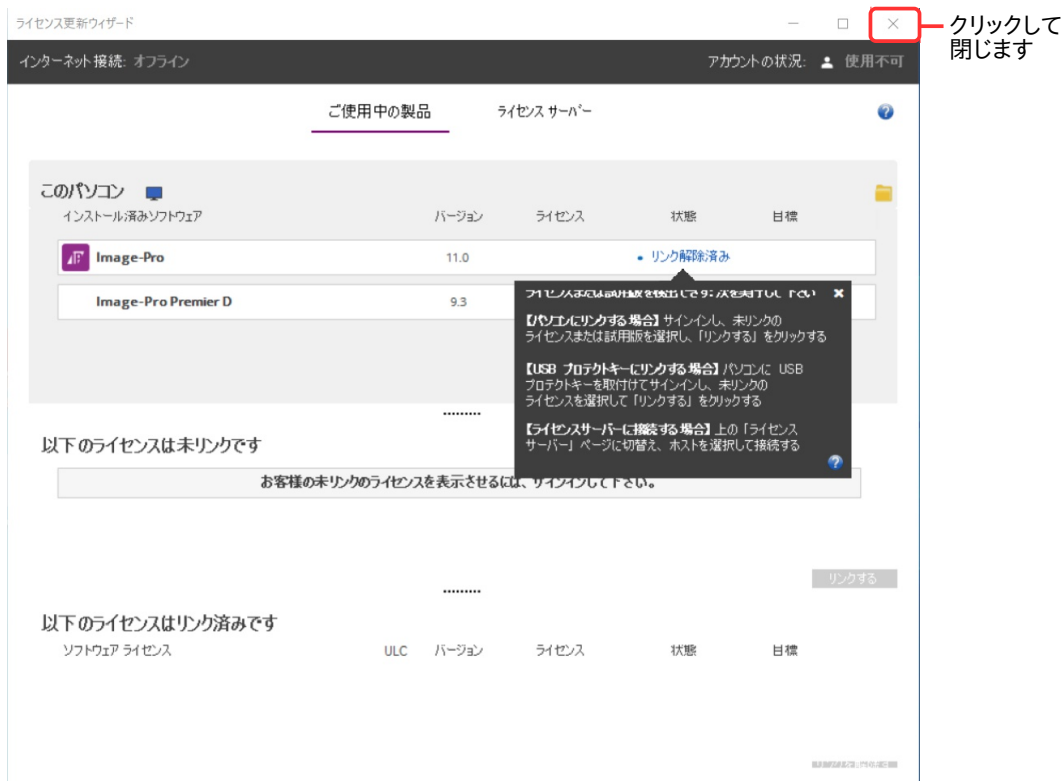 ライセンス更新ウィザード
クリックして
閉じます
インターネット接続: オフライン
アカウントの状況: 使用不可
ご使用中の製品 ライセンス サーバー
このパソコン
インストール済みソフトウェア バージョン ライセンス 状態 目標
Image-Pro 11.0 リンク解除済み
Image-Pro Premier D 9.3
【パソコンにリンクする場合】サインインし、未リンクの
ライセンスまたは試用版を選択し、「リンクする」をクリックする
【USB プロテクトキーにリンクする場合】パソコンに USB
プロテクトキーを取付けてサインインし、未リンクの
ライセンスを選択して「リンクする」をクリックする
【ライセンスサーバーに接続する場合】上の「ライセンス
サーバー」ページに切替え、ホストを選択して接続する
以下のライセンスは未リンクです
お客様の未リンクのライセンスを表示させるには、サインインして下さい。
リンクする
以下のライセンスはリンク済みです
ソフトウェア ライセンス ULC バージョン ライセンス 状態 目標